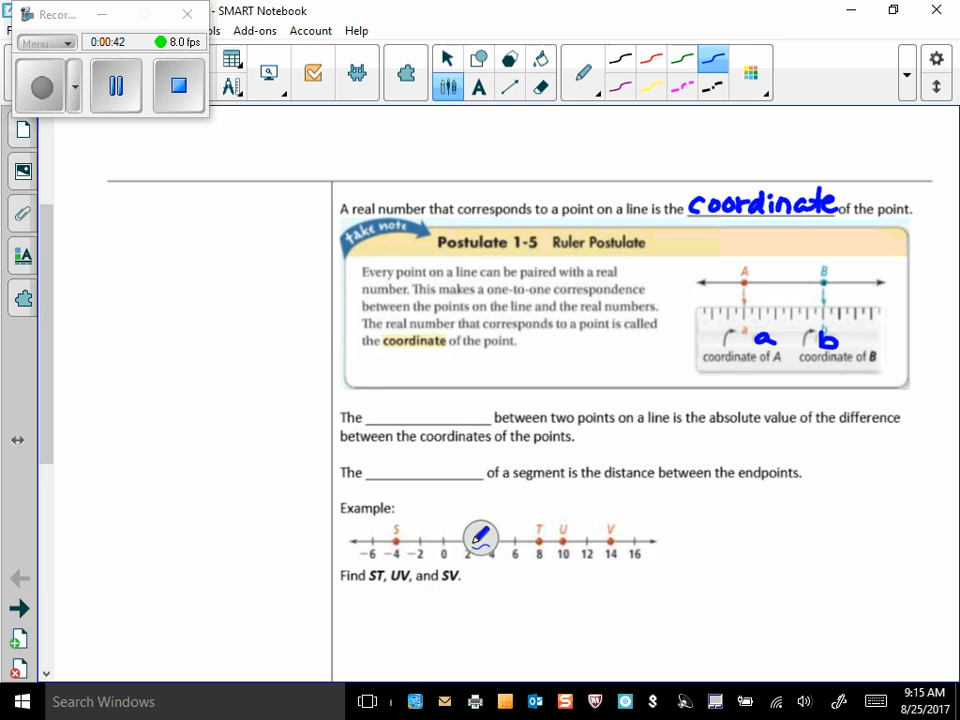 Recor...
- SMART Notebook
Menu
0:00:42
8.0 fps
ls Add-ons Account Help
A real number that corresponds to a point on a line is the coordinate of the point.
take note
Postulate 1-5 Ruler Postulate
Every point on a line can be paired with a real
number. This makes a one-to-one correspondence
between the points on the line and the real numbers.
The real number that corresponds to a point is called
the coordinate of the point.
A B
a a b
coordinate of A coordinate of B
The ______________ between two points on a line is the absolute value of the difference
between the coordinates of the points.
The _____________ of a segment is the distance between the endpoints.
Example:
S T U V
-6 -4 -2 0 2 4 6 8 10 12 14 16
Find ST, UV, and SV.
Search Windows
9:15 AM
8/25/2017